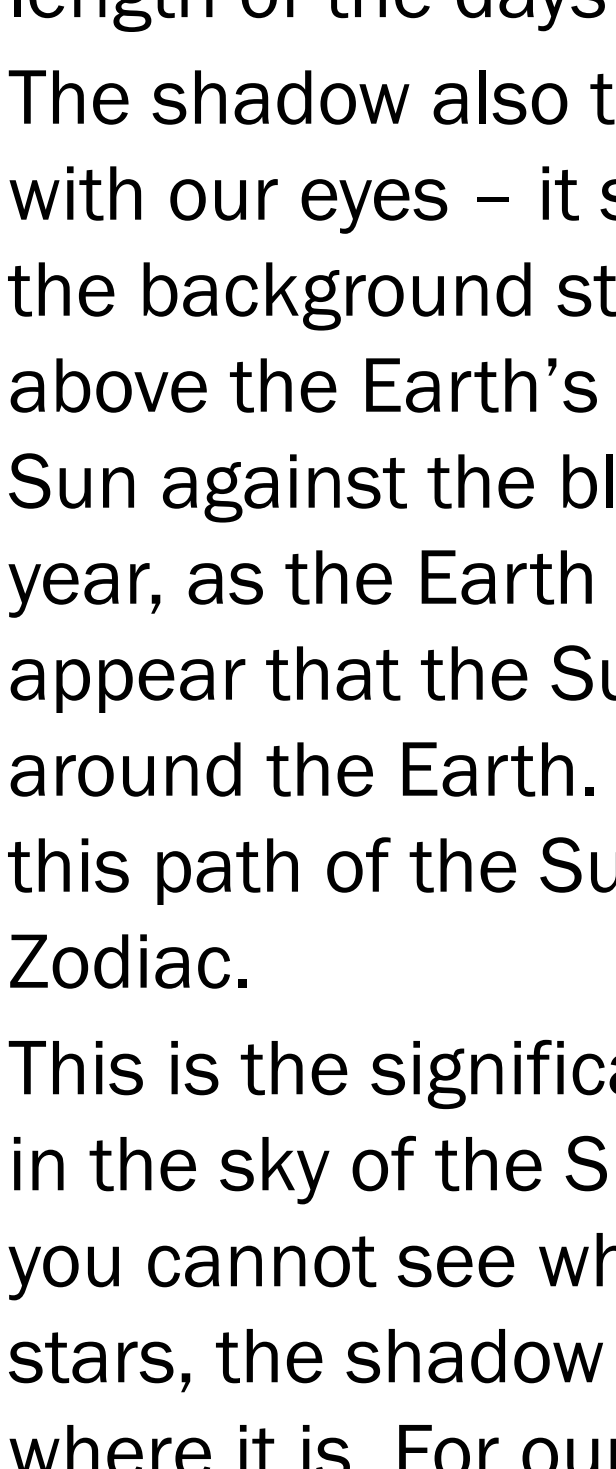 length of the days
The shadow also t
with our eyes – it s
the background st
above the Earth’s
Sun against the bl
year, as the Earth
appear that the Su
around the Earth.
this path of the Su
Zodiac.
This is the significa
in the sky of the S
you cannot see wh
stars, the shadow
where it is. For our